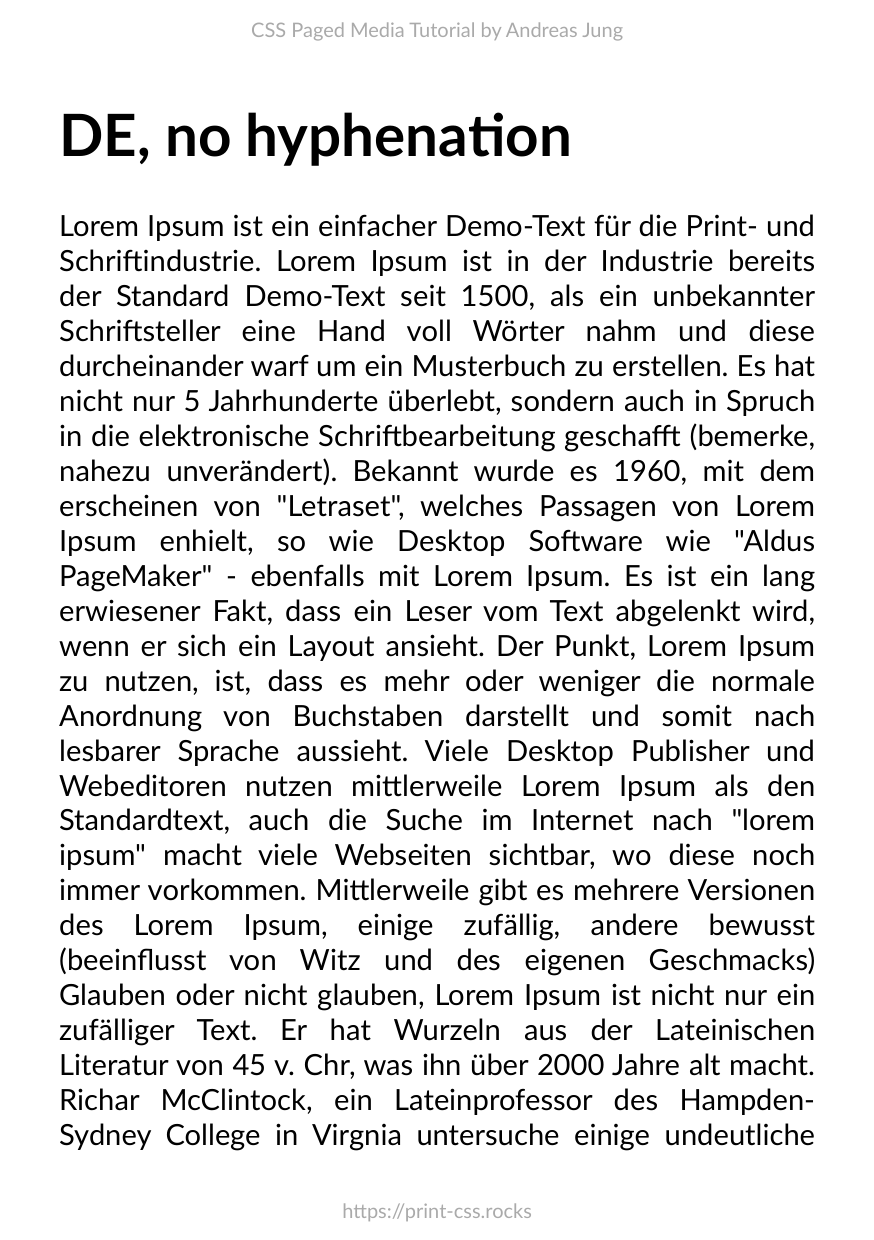 CSS Paged Media Tutorial by Andreas Jung
DE, no hyphenation
Lorem Ipsum ist ein einfacher Demo-Text für die Print- und
Schriftindustrie. Lorem Ipsum ist in der Industrie bereits
der Standard Demo-Text seit 1500, als ein unbekannter
Schriftsteller eine Hand voll Wörter nahm und diese
durcheinander warf um ein Musterbuch zu erstellen. Es hat
nicht nur 5 Jahrhunderte überlebt, sondern auch in Spruch
in die elektronische Schriftbearbeitung geschafft (bemerke,
nahezu unverändert). Bekannt wurde es 1960, mit dem
erscheinen von "Letraset", welches Passagen von Lorem
Ipsum enhielt, so wie Desktop Software wie "Aldus
PageMaker" - ebenfalls mit Lorem Ipsum. Es ist ein lang
erwiesener Fakt, dass ein Leser vom Text abgelenkt wird,
wenn er sich ein Layout ansieht. Der Punkt, Lorem Ipsum
zu nutzen, ist, dass es mehr oder weniger die normale
Anordnung von Buchstaben darstellt und somit nach
lesbarer Sprache aussieht. Viele Desktop Publisher und
Webeditoren nutzen mittlerweile Lorem Ipsum als den
Standardtext, auch die Suche im Internet nach "lorem
ipsum" macht viele Webseiten sichtbar, wo diese noch
immer vorkommen. Mittlerweile gibt es mehrere Versionen
des Lorem Ipsum, einige zufällig, andere bewusst
(beeinflusst von Witz und des eigenen Geschmacks)
Glauben oder nicht glauben, Lorem Ipsum ist nicht nur ein
zufälliger Text. Er hat Wurzeln aus der Lateinischen
Literatur von 45 v. Chr, was ihn über 2000 Jahre alt macht.
Richar McClintock, ein Lateinprofessor des Hampden-
Sydney College in Virgnia untersuche einige undeutliche
https://print-css.rocks